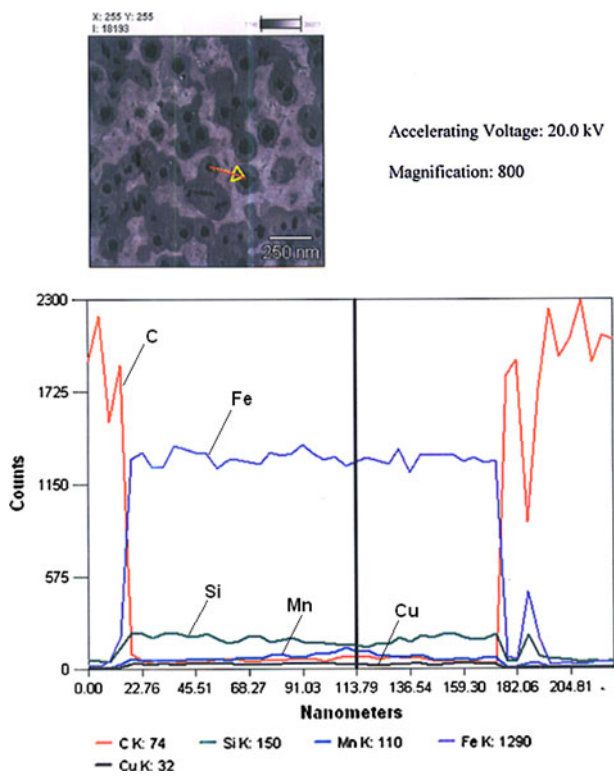 X: 255 Y: 255
I: 18193
Accelerating Voltage: 20.0 kV
Magnification: 800
250 nm
2300
C
1725
Fe
Counts
1150
575
Si
Mn
Cu
0
0.00 22.76 45.51 68.27 91.03 113.79 136.54 159.30 182.06 204.81
Nanometers
C K: 74 Si K: 150 Mn K: 110 Fe K: 1290
Cu K: 32